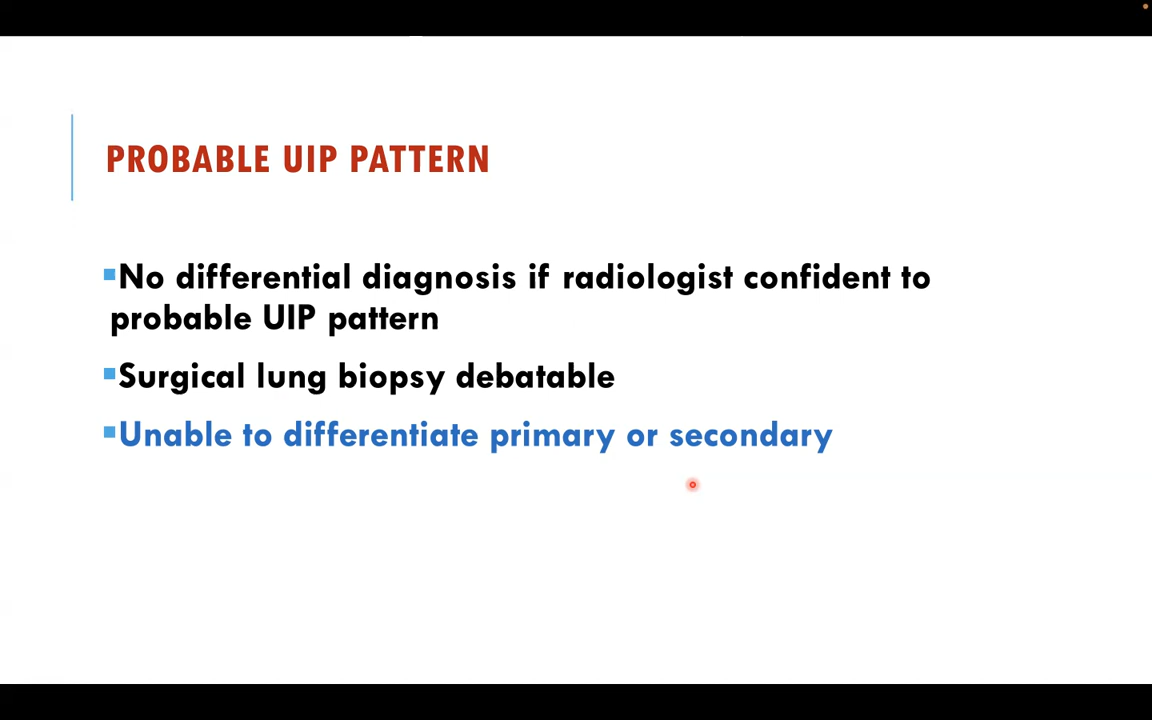 PROBABLE UIP PATTERN
No differential diagnosis if radiologist confident to
probable UIP pattern
Surgical lung biopsy debatable
Unable to differentiate primary or secondary